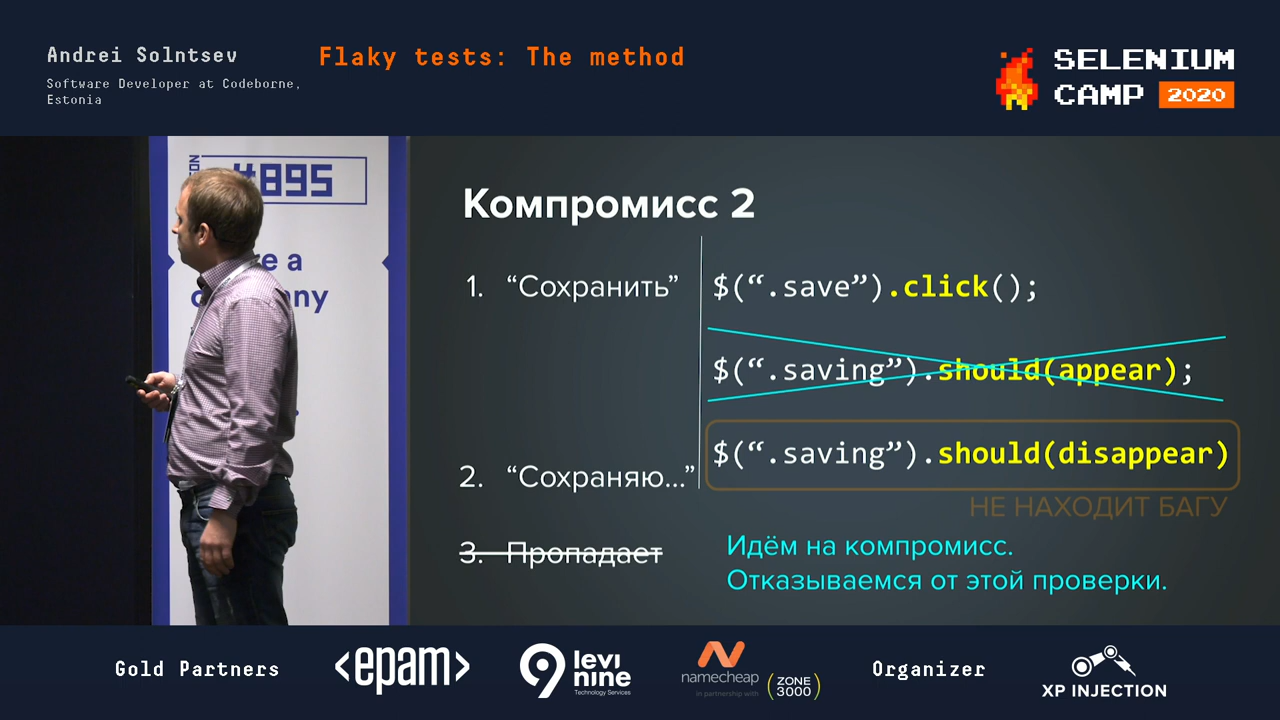 Andrei Solntsev
Software Developer at Codeborne,
Estonia
Flaky tests: The method
SELENIUM
CAMP 2020
#895
e a
ny
Компромисс 2
1. “Сохранить”
$(“.save”).click();
$(“.saving”).should(appear);
$(“.saving”).should(disappear)
2. “Сохраняю...”
НЕ НАХОДИТ БАГУ
3. Пропадает
Идём на компромисс.
Отказываемся от этой проверки.
Gold Partners
<epam>
9 levi
nine
Technology Services
namecheap
in partnership with
ZONE
3000
Organizer
XP INJECTION